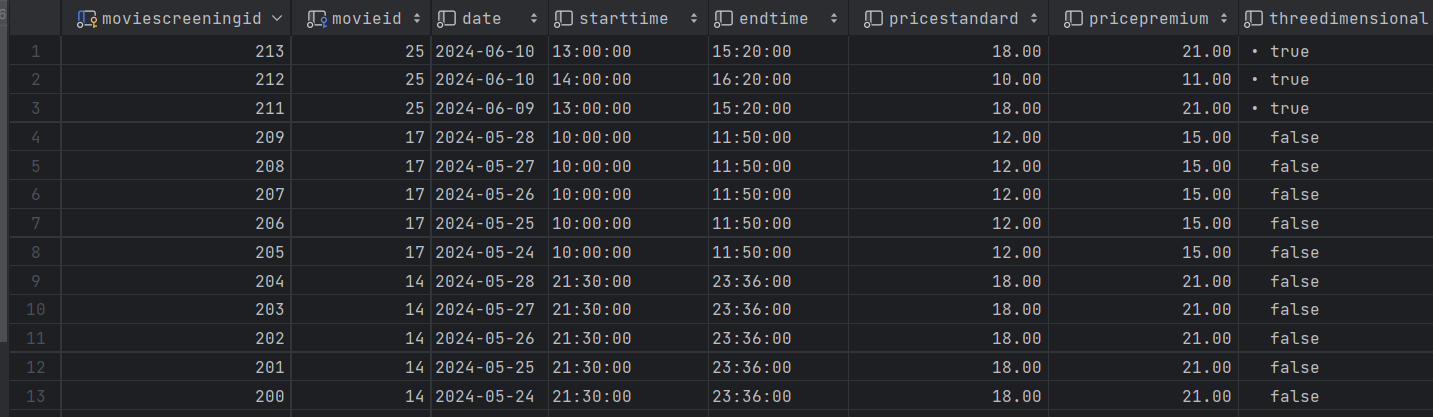 moviescreeningid movieid date starttime endtime pricestandard pricepremium threedimensional
1 213 25 2024-06-10 13:00:00 15:20:00 18.00 21.00 • true
2 212 25 2024-06-10 14:00:00 16:20:00 10.00 11.00 • true
3 211 25 2024-06-09 13:00:00 15:20:00 18.00 21.00 • true
4 209 17 2024-05-28 10:00:00 11:50:00 12.00 15.00 false
5 208 17 2024-05-27 10:00:00 11:50:00 12.00 15.00 false
6 207 17 2024-05-26 10:00:00 11:50:00 12.00 15.00 false
7 206 17 2024-05-25 10:00:00 11:50:00 12.00 15.00 false
8 205 17 2024-05-24 10:00:00 11:50:00 12.00 15.00 false
9 204 14 2024-05-28 21:30:00 23:36:00 18.00 21.00 false
10 203 14 2024-05-27 21:30:00 23:36:00 18.00 21.00 false
11 202 14 2024-05-26 21:30:00 23:36:00 18.00 21.00 false
12 201 14 2024-05-25 21:30:00 23:36:00 18.00 21.00 false
13 200 14 2024-05-24 21:30:00 23:36:00 18.00 21.00 false